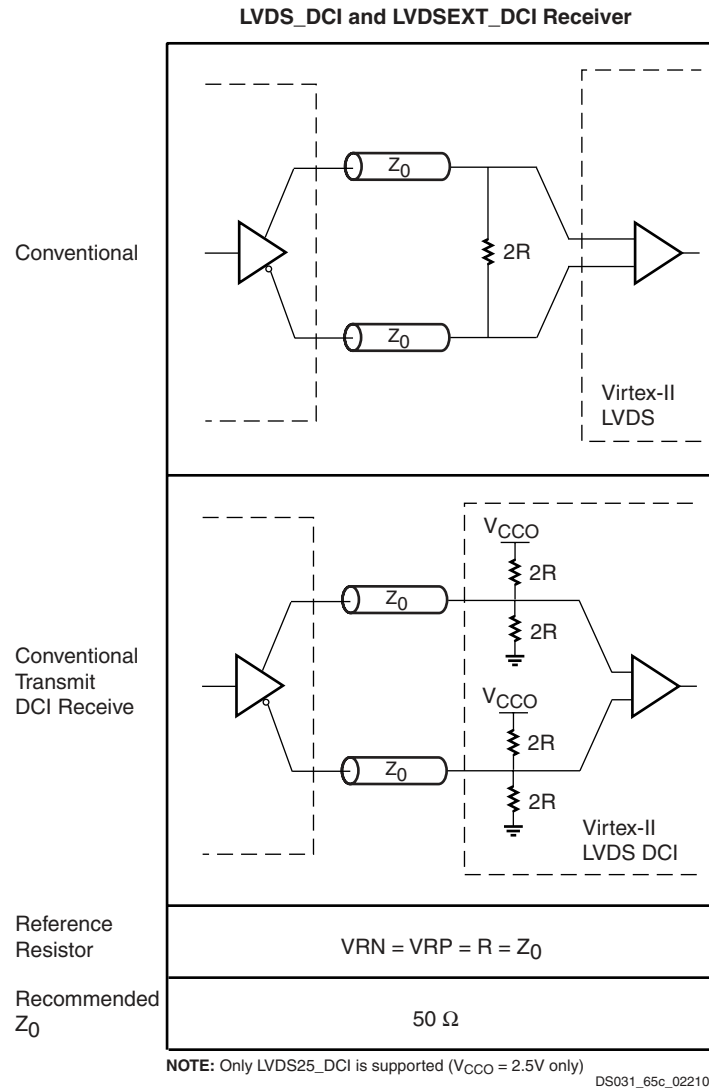 LVDS_DCI and LVDSEXT_DCI Receiver
Conventional
Z0
2R
Z0
Virtex-II
LVDS
Conventional
Transmit
DCI Receive
VCCO
2R
Z0
2R
VCCO
2R
Z0
2R
Virtex-II
LVDS DCI
Reference
Resistor
VRN = VRP = R = Z0
Recommended
Z0
50 Ω
NOTE: Only LVDS25_DCI is supported (VCCO = 2.5V only)
DS031_65c_02210